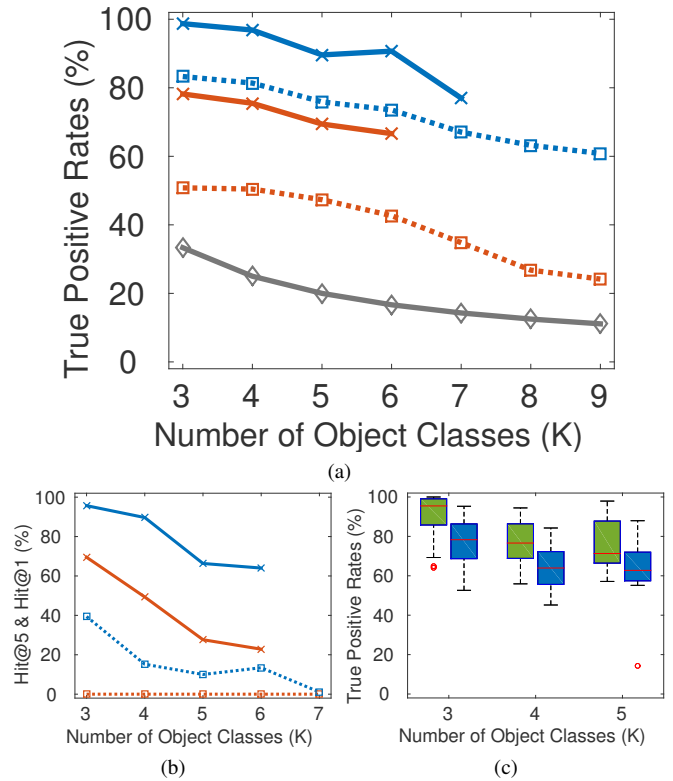 True Positive Rates (%)
100
80
60
40
20
0
3 4 5 6 7 8 9
Number of Object Classes (K)
(a)
Hit@5 & Hit@1 (%)
100
80
60
40
20
0
3 4 5 6 7
Number of Object Classes (K)
(b)
True Positive Rates (%)
100
80
60
40
20
0
3 4 5
Number of Object Classes (K)
(c)